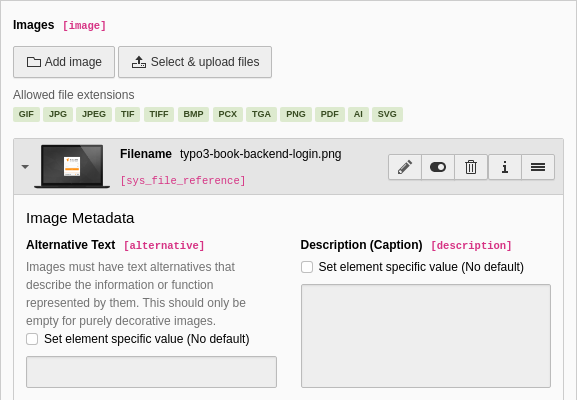 Images [image]
Add image
Select & upload files
Allowed file extensions
GIF JPG JPEG TIF TIFF BMP PCX TGA PNG PDF AI SVG
Filename typo3-book-backend-login.png
[sys_file_reference]
Image Metadata
Alternative Text [alternative]
Images must have text alternatives that
describe the information or function
represented by them. This should only be
empty for purely decorative images.
Set element specific value (No default)
Description (Caption) [description]
Set element specific value (No default)